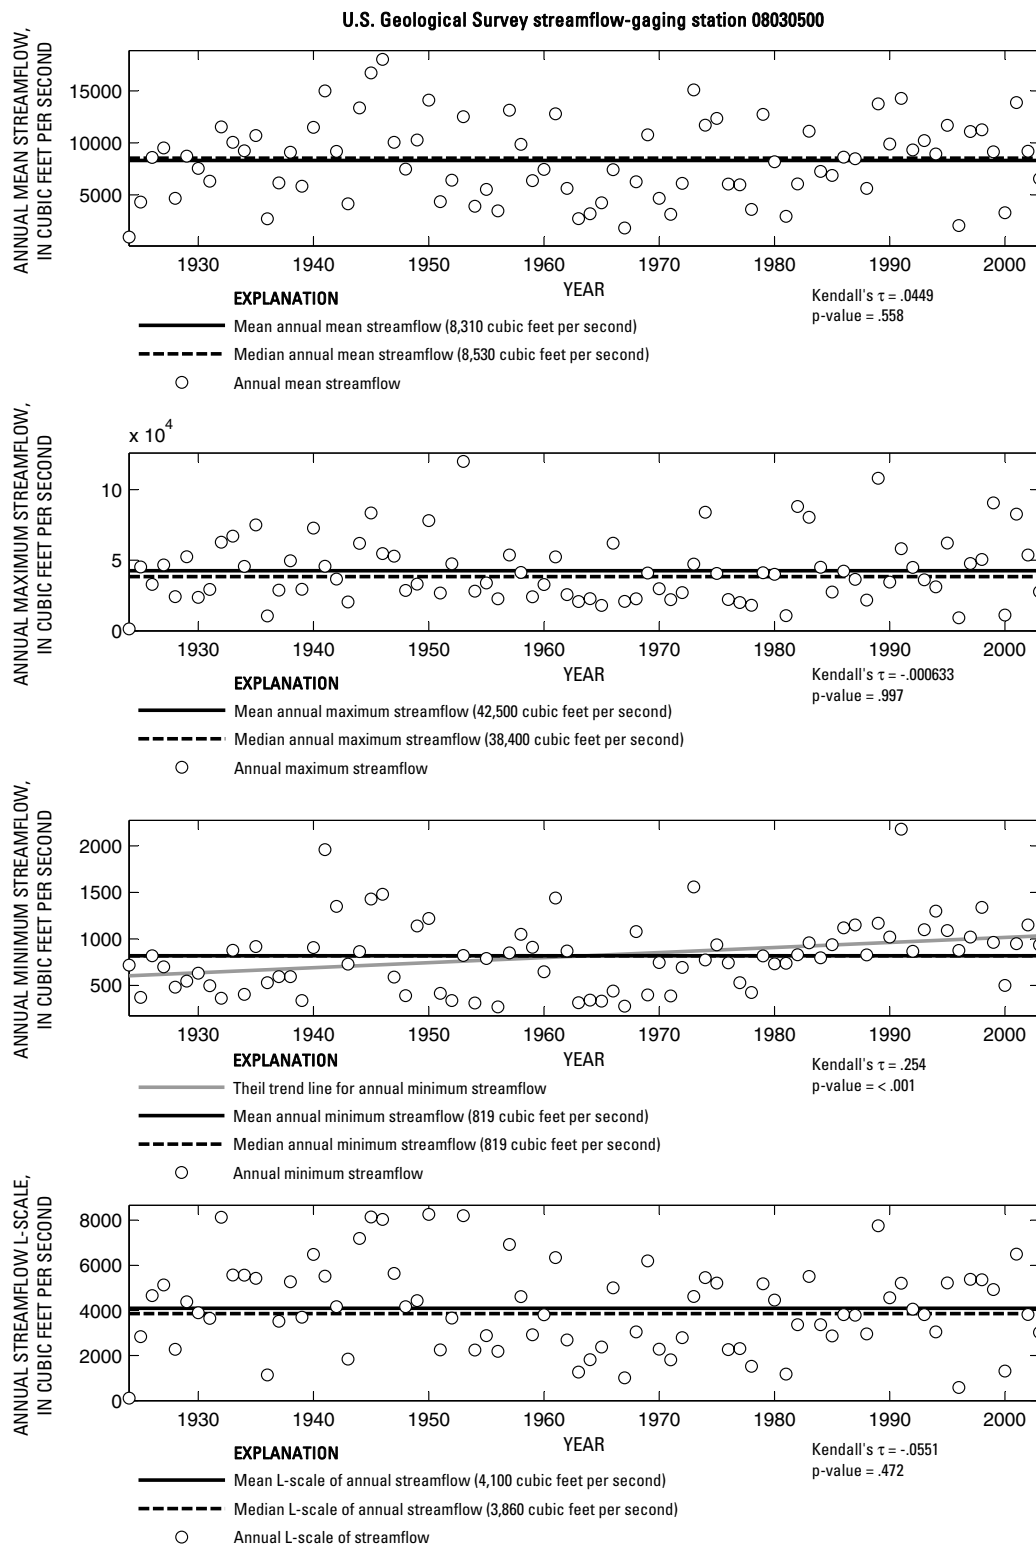 U.S. Geological Survey streamflow-gaging station 08030500
ANNUAL MEAN STREAMFLOW,
IN CUBIC FEET PER SECOND
15000
10000
5000
1930 1940 1950 1960 1970 1980 1990 2000
YEAR
EXPLANATION
Mean annual mean streamflow (8,310 cubic feet per second)
Median annual mean streamflow (8,530 cubic feet per second)
Annual mean streamflow
Kendall's τ = .0449
p-value = .558
ANNUAL MAXIMUM STREAMFLOW,
IN CUBIC FEET PER SECOND
x 10^4
10
5
0
1930 1940 1950 1960 1970 1980 1990 2000
YEAR
EXPLANATION
Mean annual maximum streamflow (42,500 cubic feet per second)
Median annual maximum streamflow (38,400 cubic feet per second)
Annual maximum streamflow
Kendall's τ = -.000633
p-value = .997
ANNUAL MINIMUM STREAMFLOW,
IN CUBIC FEET PER SECOND
2000
1500
1000
500
1930 1940 1950 1960 1970 1980 1990 2000
YEAR
EXPLANATION
Theil trend line for annual minimum streamflow
Mean annual minimum streamflow (819 cubic feet per second)
Median annual minimum streamflow (819 cubic feet per second)
Annual minimum streamflow
Kendall's τ = .254
p-value = < .001
ANNUAL STREAMFLOW L-SCALE,
IN CUBIC FEET PER SECOND
8000
6000
4000
2000
0
1930 1940 1950 1960 1970 1980 1990 2000
YEAR
EXPLANATION
Mean L-scale of annual streamflow (4,100 cubic feet per second)
Median L-scale of annual streamflow (3,860 cubic feet per second)
Annual L-scale of streamflow
Kendall's τ = -.0551
p-value = .472